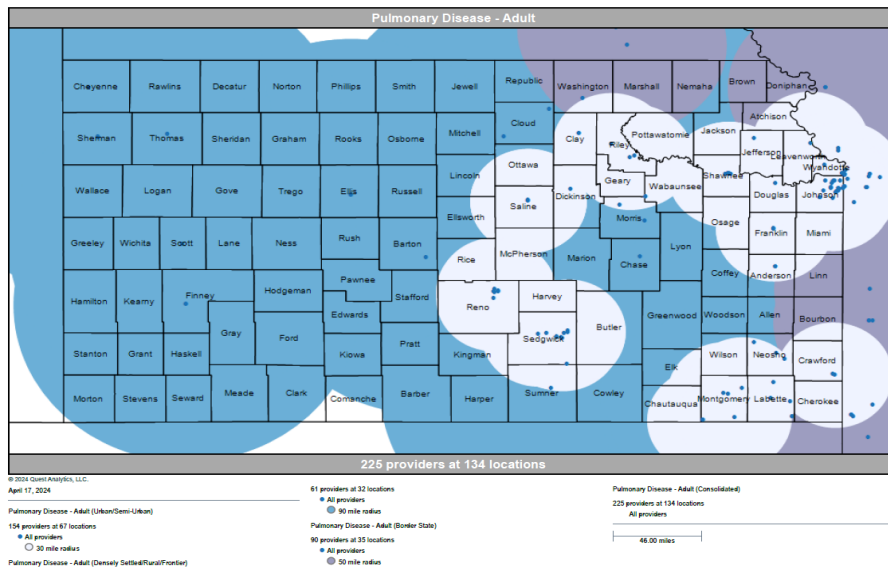 Pulmonary Disease - Adult
Cheyenne Rawlins Decatur Norton Phillips Smith Jewell Republic Washington Marshall Nemaha Brown Doniphan
Cloud Atchison
Sherman Thomas Sheridan Graham Rooks Osborne Mitchell Clay Riley Pottawatomie Jackson Jefferson Leavenworth
Ottawa Wyandotte
Wallace Logan Gove Trego Ellis Russell Lincoln Dickinson Geary Wabaunsee Shawnee Douglas Johnson
Saline
Ellsworth Morris Osage
Greeley Wichita Scott Lane Ness Rush Barton McPherson Marion Chase Lyon Franklin Miami
Rice
Pawnee Coffey Anderson Linn
Hamilton Kearny Finney Hodgeman Stafford Reno Harvey
Edwards Greenwood Woodson Allen Bourbon
Gray Ford Butler
Stanton Grant Haskell Kiowa Pratt Kingman Sedgwick Elk Wilson Neosho Crawford
Morton Stevens Seward Meade Clark Comanche Barber Harper Sumner Cowley Chautauqua Montgomery Labette Cherokee
225 providers at 134 locations
© 2024 Quest Analytics, LLC.
April 17, 2024
Pulmonary Disease - Adult (Urban/Semi-Urban)
154 providers at 67 locations
All providers
30 mile radius
Pulmonary Disease - Adult (Densely Settled/Rural/Frontier)
61 providers at 32 locations
All providers
90 mile radius
Pulmonary Disease - Adult (Border State)
90 providers at 35 locations
All providers
50 mile radius
Pulmonary Disease - Adult (Consolidated)
225 providers at 134 locations
All providers
46.00 miles